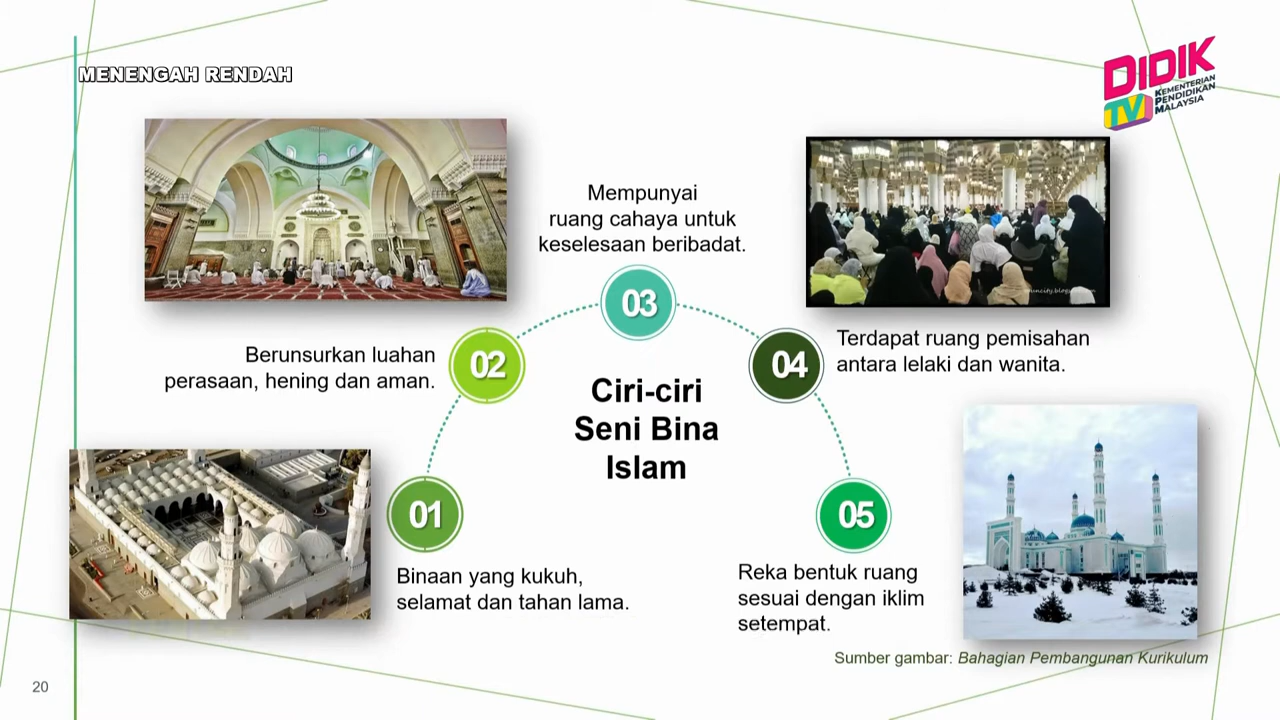 MENENGAH RENDAH
DIDIK
TV
KEMENTERIAN
PENDIDIKAN
MALAYSIA
Ciri-ciri
Seni Bina
Islam
01
Binaan yang kukuh,
selamat dan tahan lama.
02
Berunsurkan luahan
perasaan, hening dan aman.
03
Mempunyai
ruang cahaya untuk
keselesaan beribadat.
04
Terdapat ruang pemisahan
antara lelaki dan wanita.
05
Reka bentuk ruang
sesuai dengan iklim
setempat.
Sumber gambar: Bahagian Pembangunan Kurikulum
20